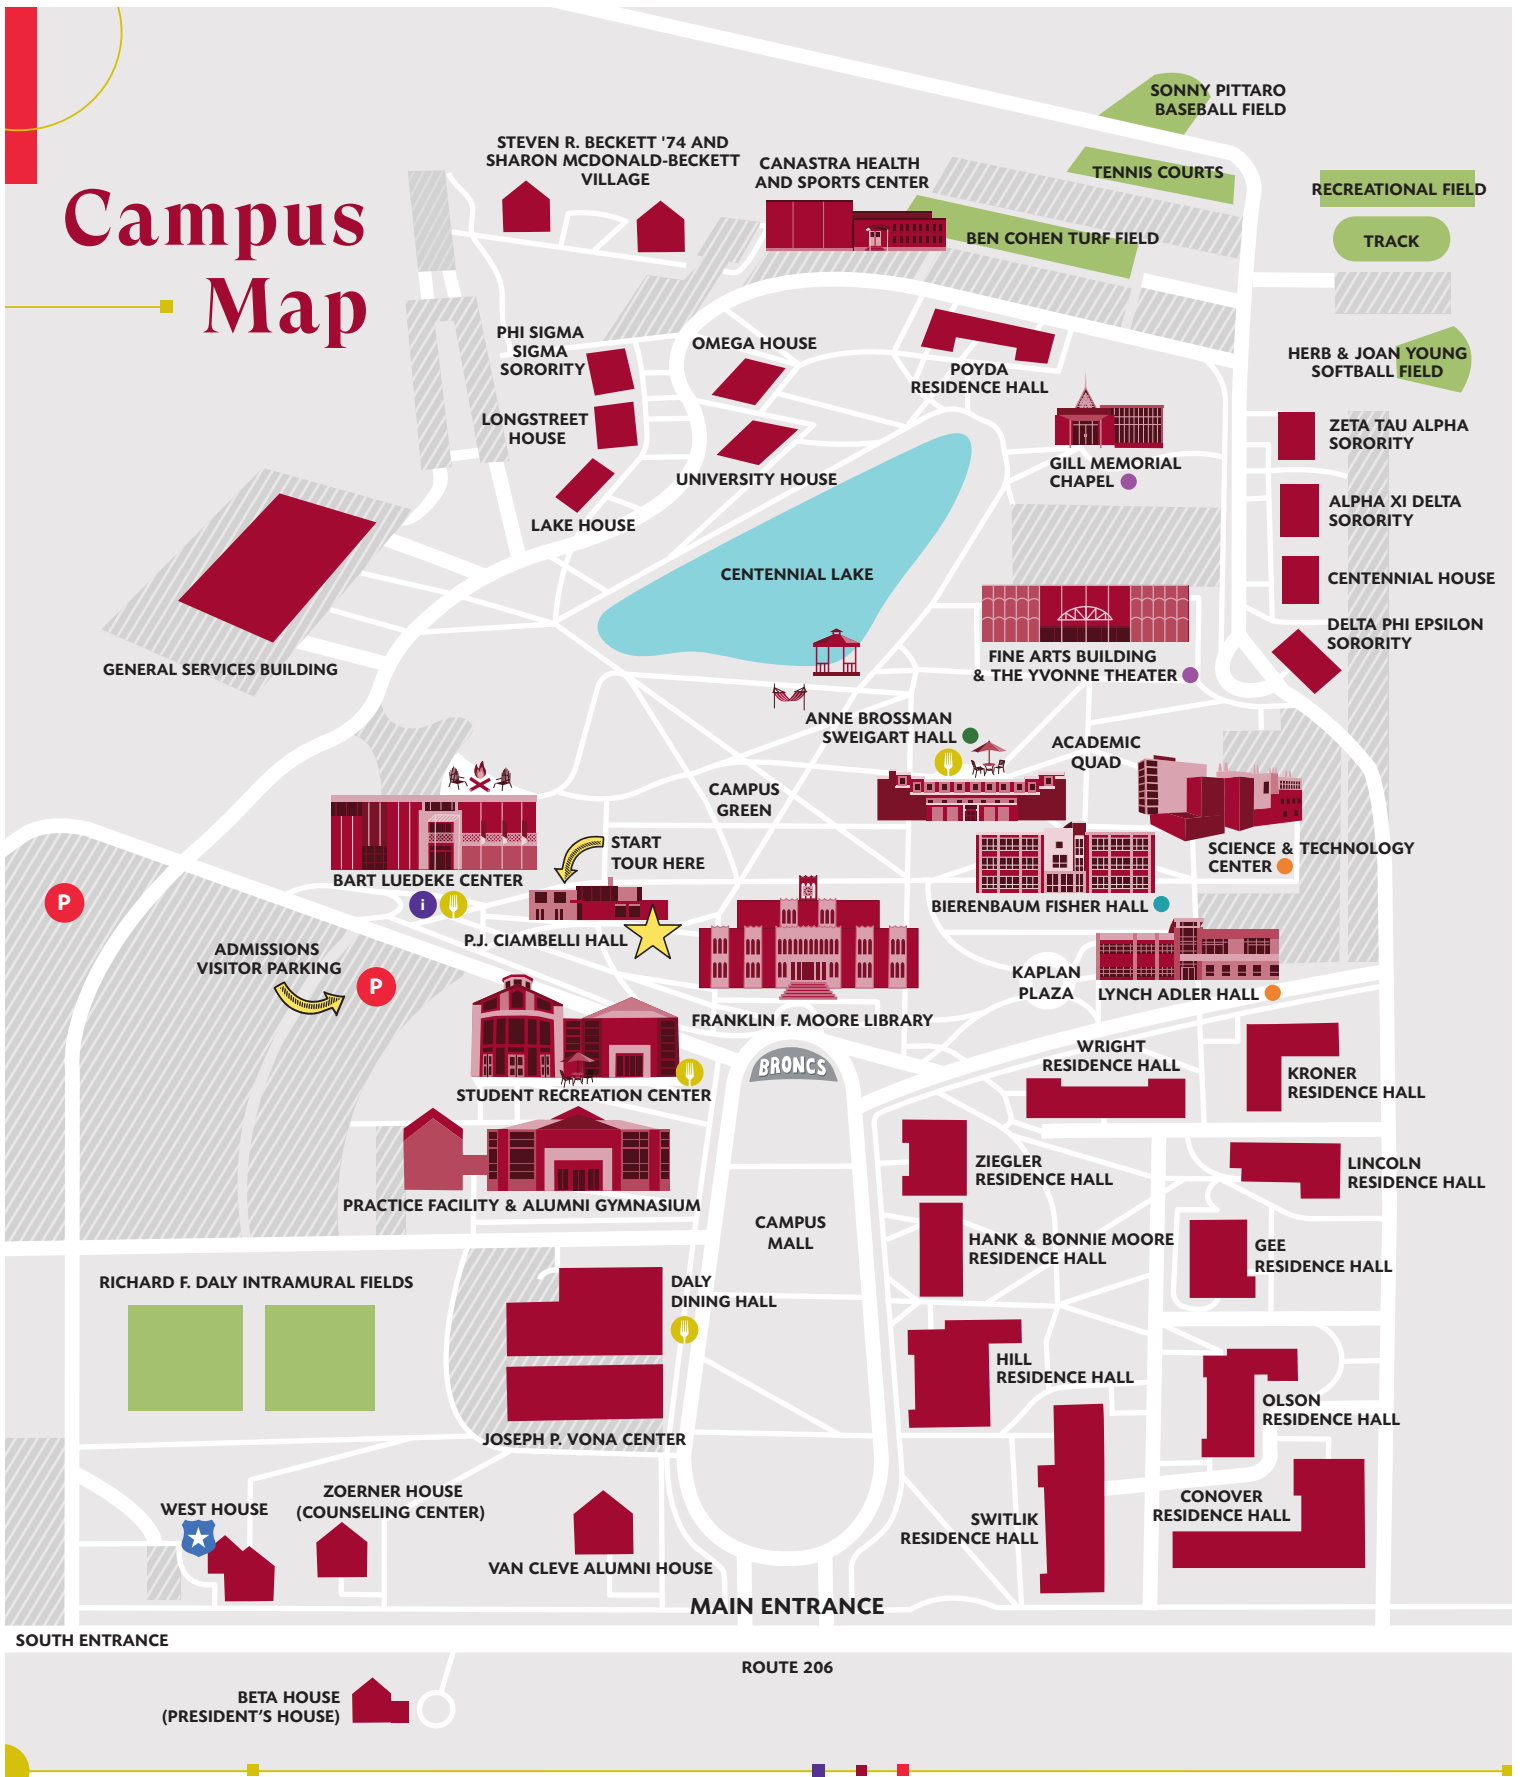 Campus
Map
SONNY PITTARO
BASEBALL FIELD
STEVEN R. BECKETT '74 AND
SHARON MCDONALD-BECKETT
VILLAGE
CANASTRA HEALTH
AND SPORTS CENTER
TENNIS COURTS
RECREATIONAL FIELD
BEN COHEN TURF FIELD
TRACK
PHI SIGMA
SIGMA
SORORITY
OMEGA HOUSE
POYDA
RESIDENCE HALL
HERB & JOAN YOUNG
SOFTBALL FIELD
LONGSTREET
HOUSE
ZETA TAU ALPHA
SORORITY
UNIVERSITY HOUSE
GILL MEMORIAL
CHAPEL
LAKE HOUSE
ALPHA XI DELTA
SORORITY
CENTENNIAL LAKE
CENTENNIAL HOUSE
DELTA PHI EPSILON
SORORITY
GENERAL SERVICES BUILDING
FINE ARTS BUILDING
& THE YVONNE THEATER
ANNE BROSSMAN
SWEIGART HALL
ACADEMIC
QUAD
CAMPUS
GREEN
START
TOUR HERE
SCIENCE & TECHNOLOGY
CENTER
BART LUEDEKE CENTER
i
P
BIERENBAUM FISHER HALL
P.J. CIAMBELLI HALL
ADMISSIONS
VISITOR PARKING
P
KAPLAN
PLAZA
LYNCH ADLER HALL
FRANKLIN F. MOORE LIBRARY
WRIGHT
RESIDENCE HALL
BRONCS
KRONER
RESIDENCE HALL
STUDENT RECREATION CENTER
ZIEGLER
RESIDENCE HALL
LINCOLN
RESIDENCE HALL
PRACTICE FACILITY & ALUMNI GYMNASIUM
CAMPUS
MALL
HANK & BONNIE MOORE
RESIDENCE HALL
GEE
RESIDENCE HALL
RICHARD F. DALY INTRAMURAL FIELDS
DALY
DINING HALL
HILL
RESIDENCE HALL
OLSON
RESIDENCE HALL
JOSEPH P. VONA CENTER
WEST HOUSE
ZOERNER HOUSE
(COUNSELING CENTER)
SWITLIK
RESIDENCE HALL
CONOVER
RESIDENCE HALL
VAN CLEVE ALUMNI HOUSE
MAIN ENTRANCE
SOUTH ENTRANCE
ROUTE 206
BETA HOUSE
(PRESIDENT'S HOUSE)